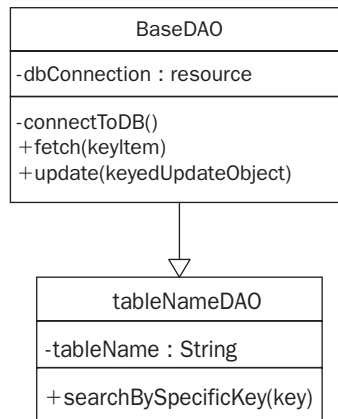 BaseDAO
-dbConnection : resource
-connectToDB()
+fetch(keyItem)
+update(keyedUpdateObject)
tableNameDAO
-tableName : String
+searchBySpecificKey(key)